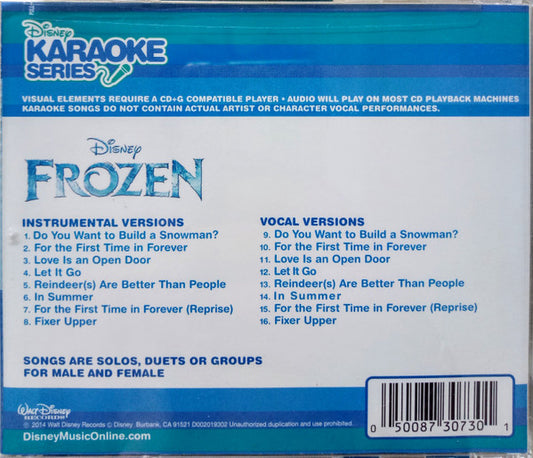 Disney
KARAOKE
SERIES
VISUAL ELEMENTS REQUIRE A CD+G COMPATIBLE PLAYER • AUDIO WILL PLAY ON MOST CD PLAYBACK MACHINES
KARAOKE SONGS DO NOT CONTAIN ACTUAL ARTIST OR CHARACTER VOCAL PERFORMANCES.
Disney
FROZEN
INSTRUMENTAL VERSIONS
1. Do You Want to Build a Snowman?
2. For the First Time in Forever
3. Love Is an Open Door
4. Let It Go
5. Reindeer(s) Are Better Than People
6. In Summer
7. For the First Time in Forever (Reprise)
8. Fixer Upper
VOCAL VERSIONS
9. Do You Want to Build a Snowman?
10. For the First Time in Forever
11. Love Is an Open Door
12. Let It Go
13. Reindeer(s) Are Better Than People
14. In Summer
15. For the First Time in Forever (Reprise)
16. Fixer Upper
SONGS ARE SOLOS, DUETS OR GROUPS
FOR MALE AND FEMALE
Walt Disney
RECORDS
℗ 2014 Walt Disney Records © Disney. Burbank, CA 91521 D002019302 Unauthorized duplication and use prohibited.
DisneyMusicOnline.com
0 50087 30730 1